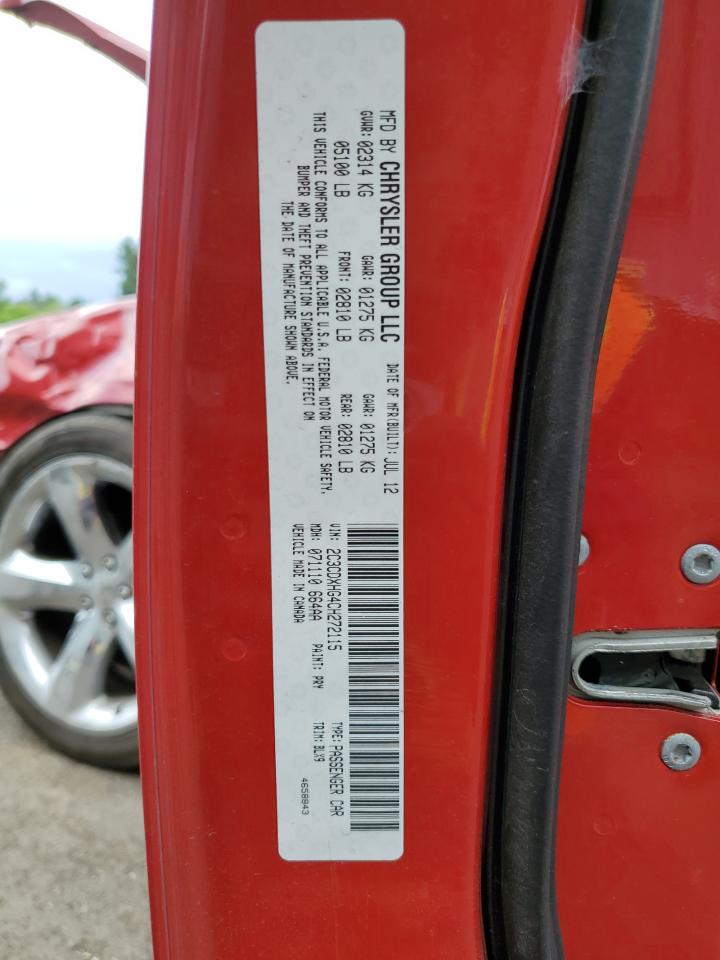 MFD BY CHRYSLER GROUP LLC DATE OF MFR(BUILT): JUL 12
GVWR: 02314 KG GAWR: 01275 KG GAWR: 01275 KG
05100 LB FRONT: 02810 LB REAR: 02810 LB
THIS VEHICLE CONFORMS TO ALL APPLICABLE U.S.A. FEDERAL MOTOR VEHICLE SAFETY,
BUMPER AND THEFT PREVENTION STANDARDS IN EFFECT ON
THE DATE OF MANUFACTURE SHOWN ABOVE.
VIN: 2C3CDXHG4CH272115 TYPE: PASSENGER CAR
MDH: 071110 664AA PAINT: PRY TRIM: BLX9
VEHICLE MADE IN CANADA 4658843